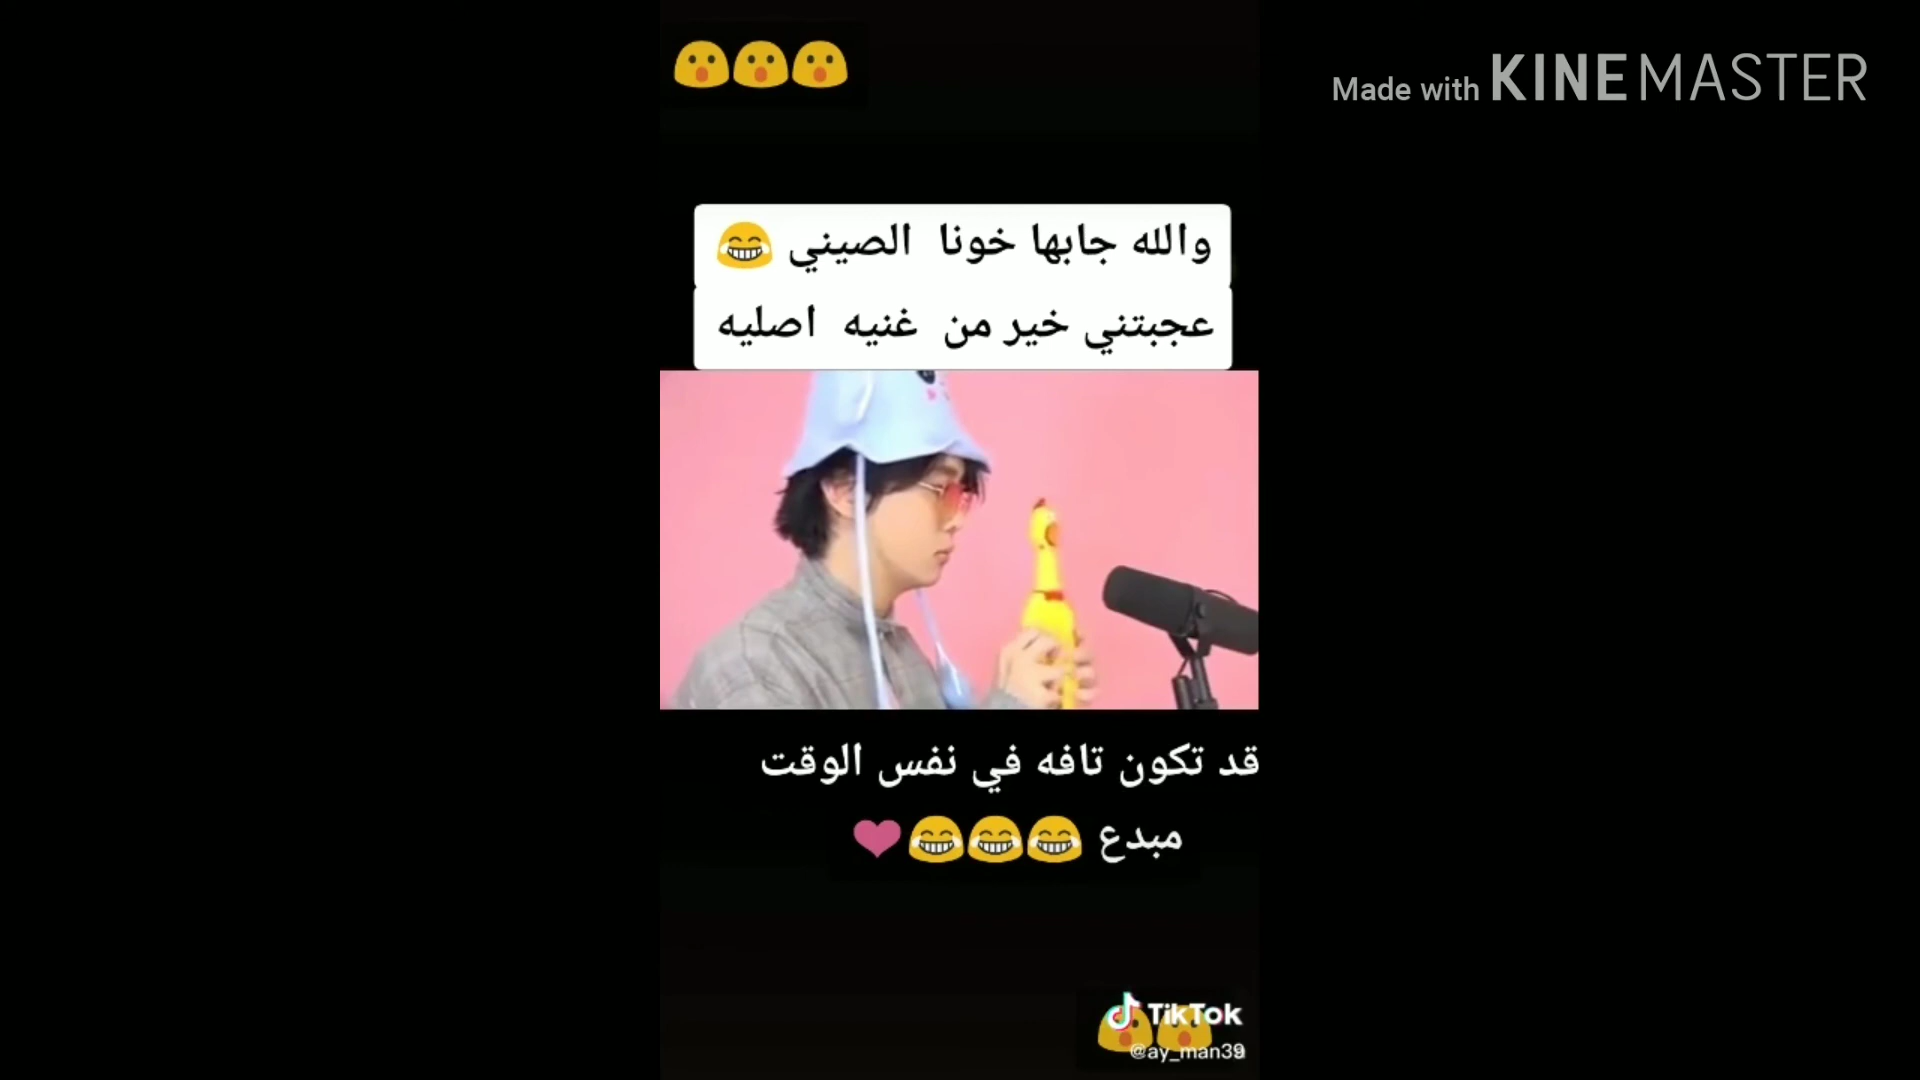 😮😮😮
Made with KINEMASTER
والله جابها خونا الصيني 😂
عجبتني خير من غنيه اصليه
قد تكون تافه في نفس الوقت
مبدع 😂😂😂❤
TikTok
@ay_man39